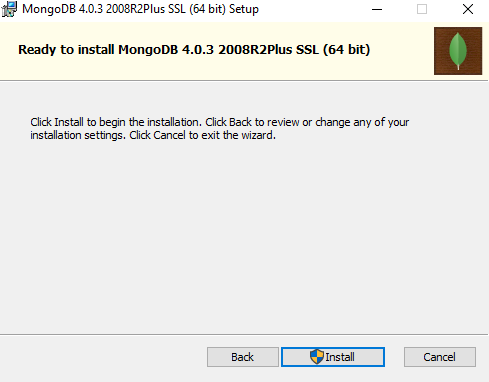 MongoDB 4.0.3 2008R2Plus SSL (64 bit) Setup
Ready to install MongoDB 4.0.3 2008R2Plus SSL (64 bit)
Click Install to begin the installation. Click Back to review or change any of your
installation settings. Click Cancel to exit the wizard.
Back Install Cancel